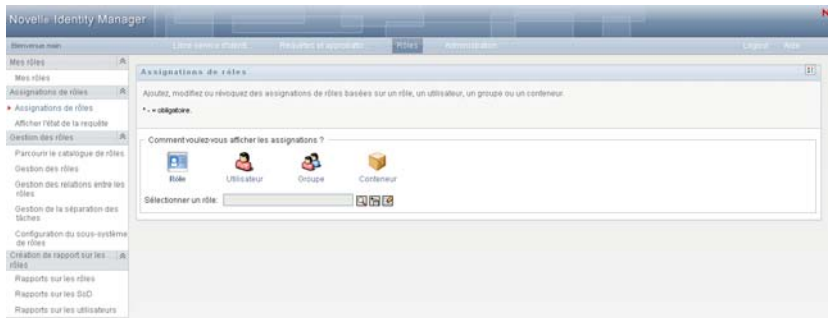 Novell® Identity Manager
N
Bienvenue main
Requêtes et approbatio
Rôles
Administration
Logout Aide
Mes rôles
Mes rôles
Assignations de rôles
Assignations de rôles
Afficher l'état de la requête
Gestion des rôles
Parcourir le catalogue de rôles
Gestion des rôles
Gestion des relations entre les
rôles
Gestion de la séparation des
tâches
Configuration du sous-système
de rôles
Création de rapport sur les ...
rôles
Rapports sur les rôles
Rapports sur les SoD
Rapports sur les utilisateurs
Assignations de rôles
Ajoutez, modifiez ou révoquez des assignations de rôles basées sur un rôle, un utilisateur, un groupe ou un conteneur.
* - = obligatoire.
Comment voulez-vous afficher les assignations ?
Rôle
Utilisateur
Groupe
Conteneur
Sélectionner un rôle: